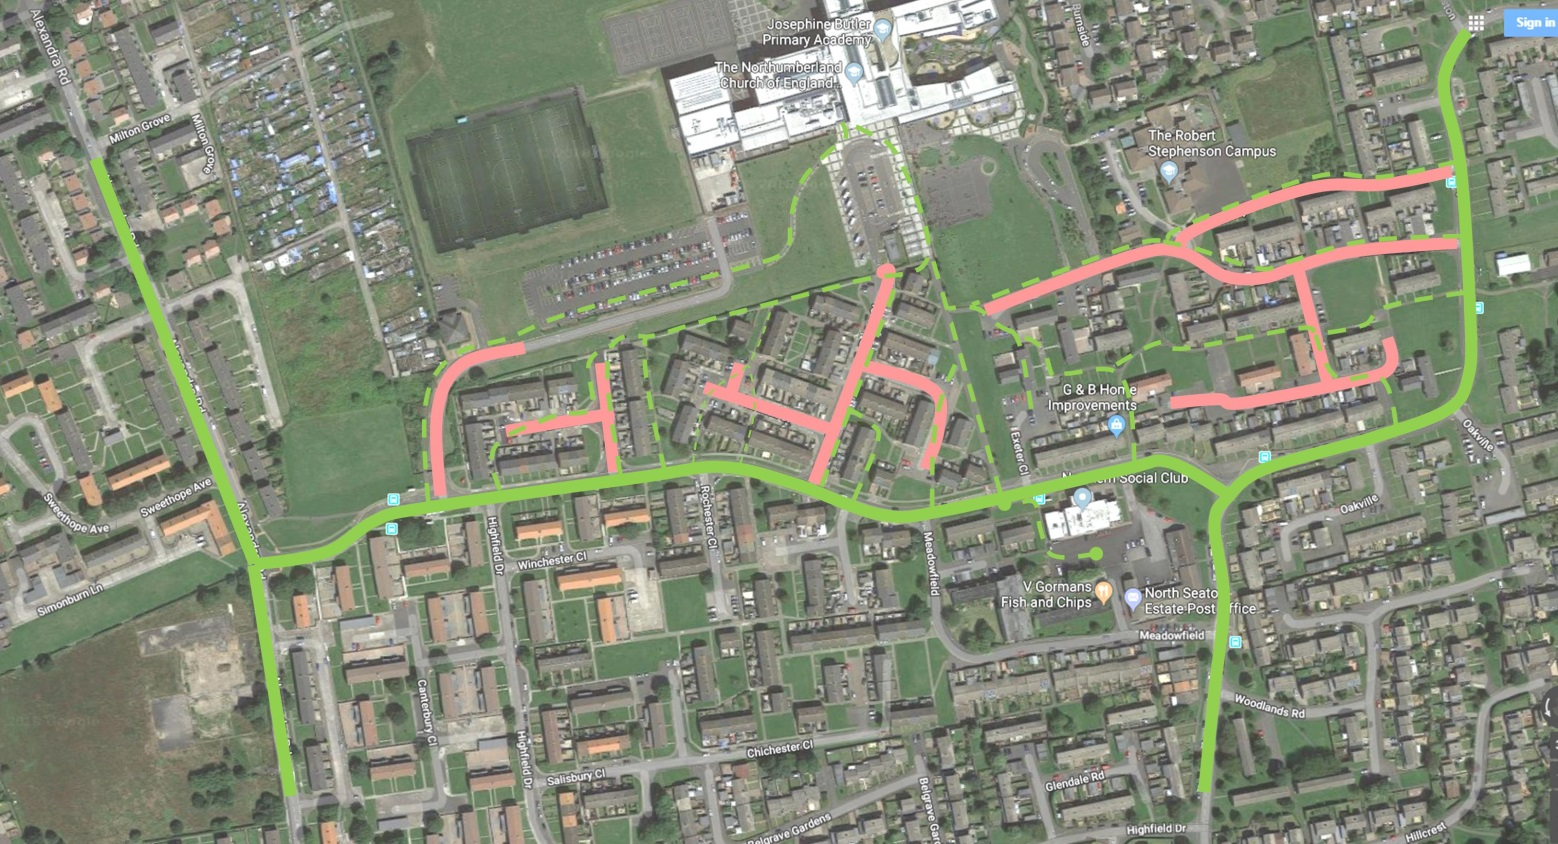 Alexandra Rd
Josephine Butler
Primary Academy
Burnside
Sign in
The Northumberland
Church of England...
Milton Grove
Milton Grove
The Robert
Stephenson Campus
G & B Home
Improvements
Exeter Cl
Oakville
Social Club
Sweethope Ave
Sweethope Ave
Rochester Cl
Highfield Dr
Oakville
Winchester Cl
Meadowfield
Simonburn Ln
V Gormans
Fish and Chips
North Seaton
Estate Post Office
Meadowfield
Canterbury Cl
Woodlands Rd
Highfield Dr
Chichester Cl
Salisbury Cl
Glendale Rd
Belgrave Gardens
Highfield Dr
Hillcrest